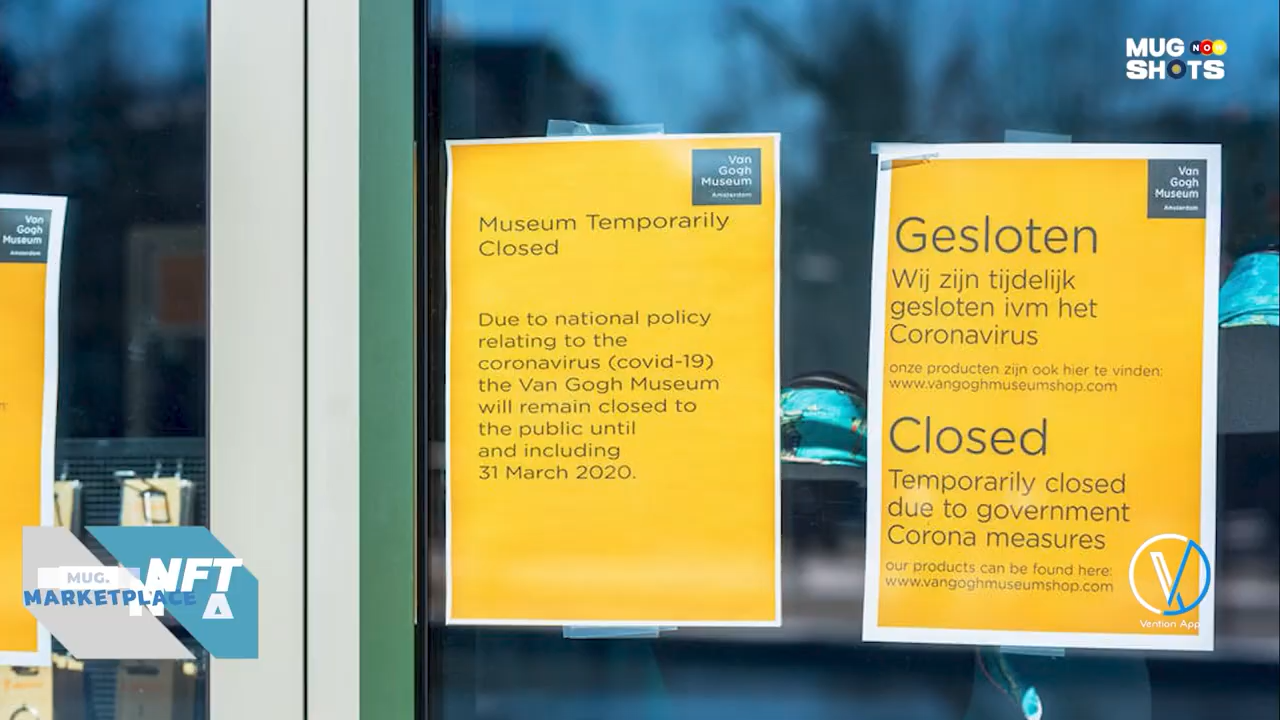 MUG NOW
SHOTS
Van
Gogh
Museum
Amsterdam
Museum Temporarily
Closed
Due to national policy
relating to the
coronavirus (covid-19)
the Van Gogh Museum
will remain closed to
the public until
and including
31 March 2020.
Van
Gogh
Museum
Amsterdam
Gesloten
Wij zijn tijdelijk
gesloten ivm het
Coronavirus
onze producten zijn ook hier te vinden:
www.vangoghmuseumshop.com
Closed
Temporarily closed
due to government
Corona measures
our products can be found here:
www.vangoghmuseumshop.com
Van
Gogh
Museum
Amsterdam
MUG.
MARKETPLACE
NFT
Vention App